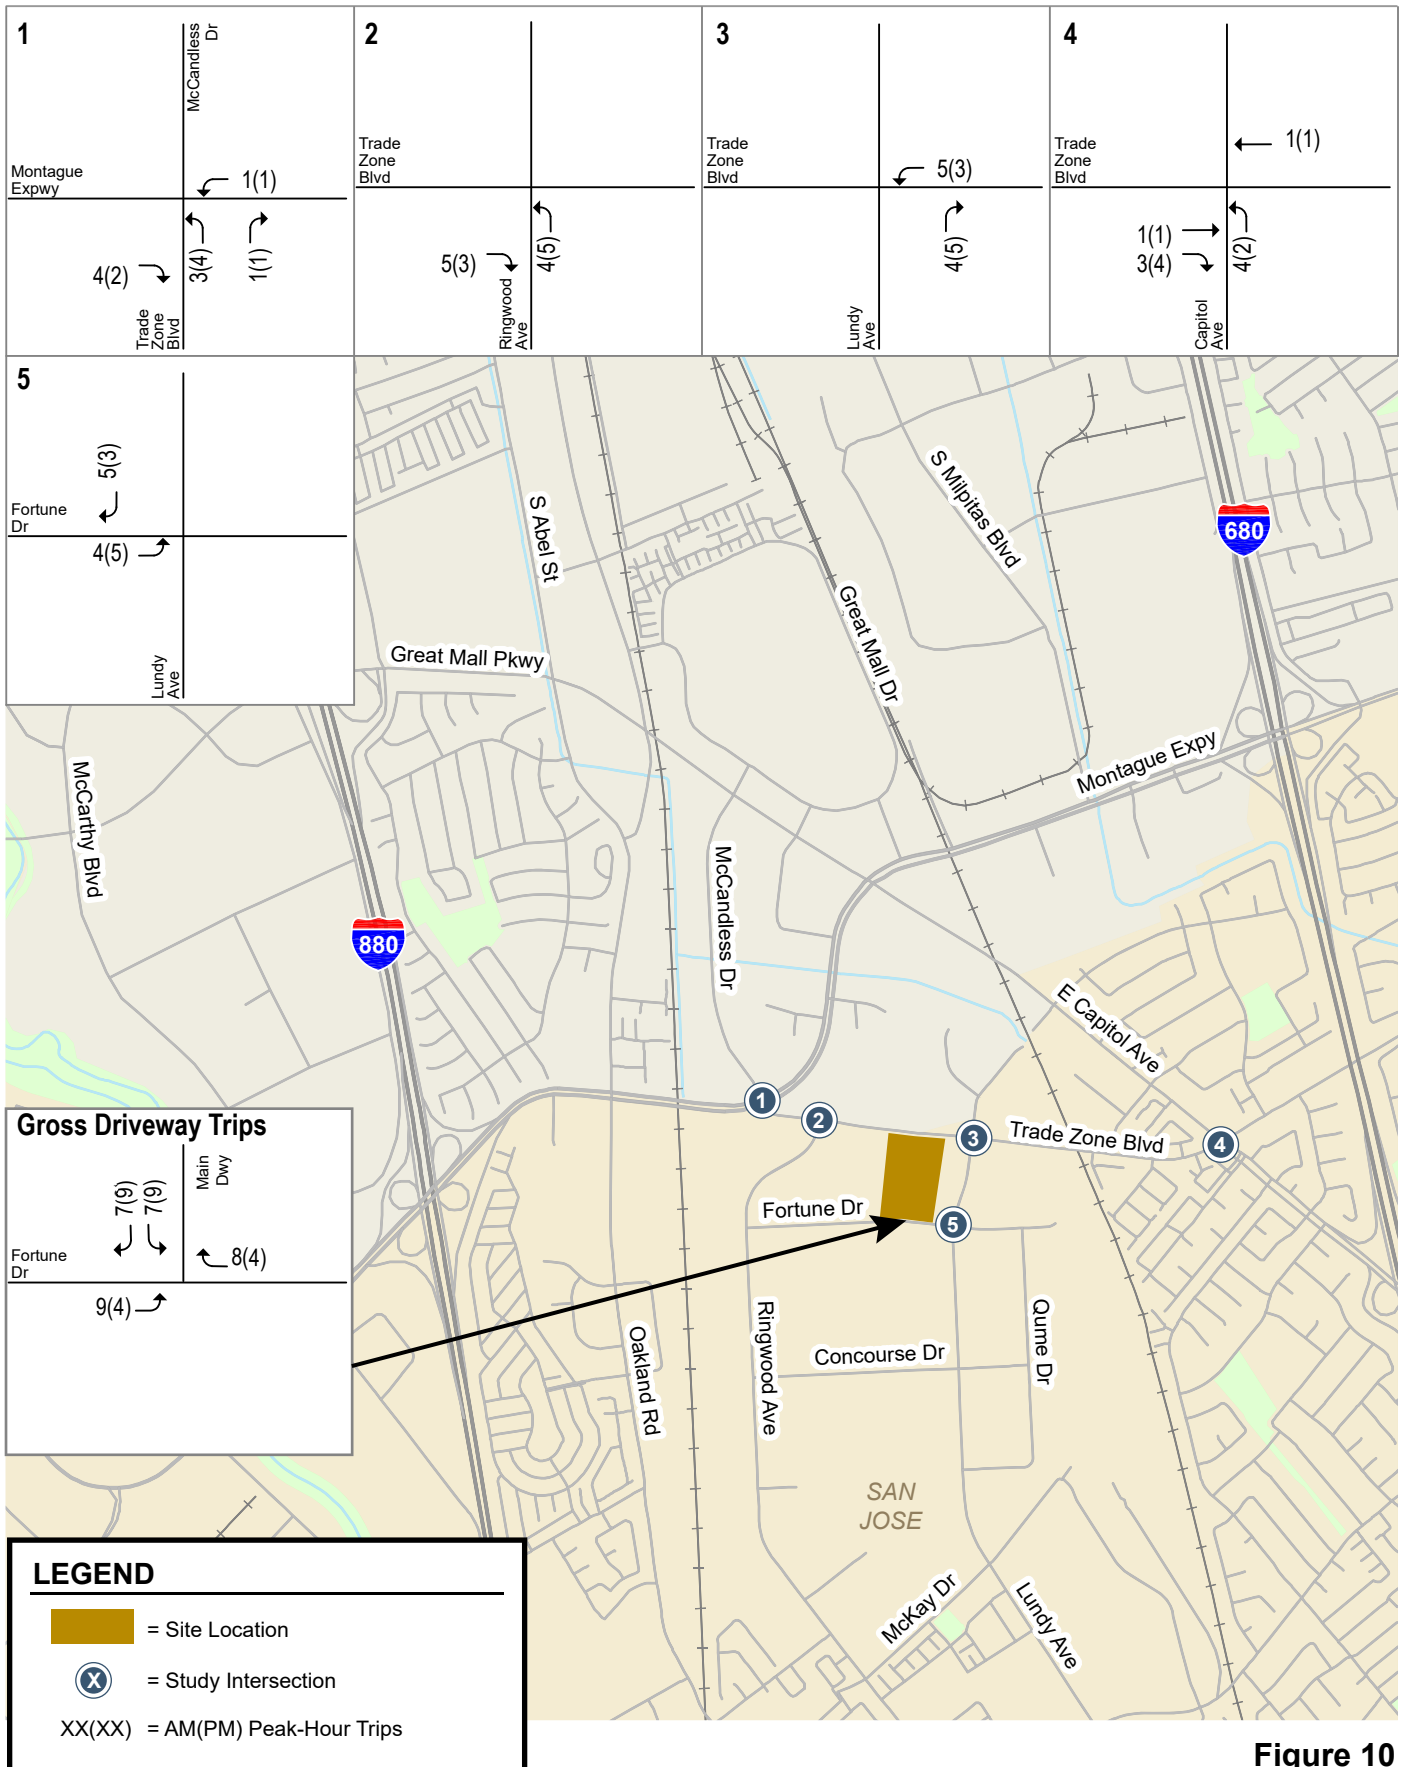 1
McCandless
Dr
Montague
Expwy
1(1)
4(2)
3(4)
1(1)
Trade
Zone
Blvd
2
Trade
Zone
Blvd
5(3)
4(5)
Ringwood
Ave
3
Trade
Zone
Blvd
5(3)
4(5)
Lundy
Ave
4
Trade
Zone
Blvd
1(1)
1(1)
3(4)
4(2)
Capitol
Ave
5
5(3)
Fortune
Dr
4(5)
Lundy
Ave
S Abel St
S Milpitas Blvd
680
Great Mall Dr
Great Mall Pkwy
Montague Expy
McCarthy Blvd
McCandless Dr
880
E Capitol Ave
1
2
3
Trade Zone Blvd
4
Fortune Dr
5
Gross Driveway Trips
Main
Dwy
7(9)
7(9)
Fortune
Dr
8(4)
9(4)
Oakland Rd
Ringwood Ave
Concourse Dr
Qume Dr
SAN
JOSE
McKay Dr
Lundy Ave
LEGEND
= Site Location
X
= Study Intersection
XX(XX) = AM(PM) Peak-Hour Trips
Figure 10